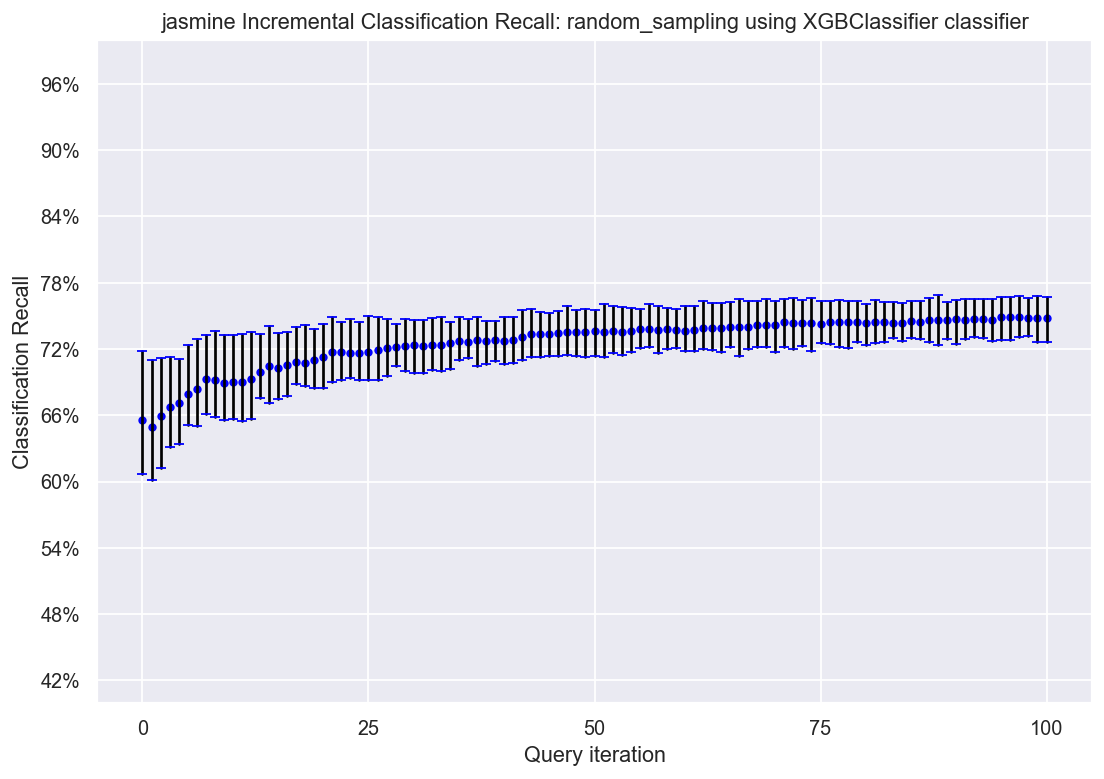 jasmine Incremental Classification Recall: random_sampling using XGBClassifier classifier
96%
90%
84%
78%
72%
66%
60%
54%
48%
42%
Classification Recall
0 25 50 75 100
Query iteration